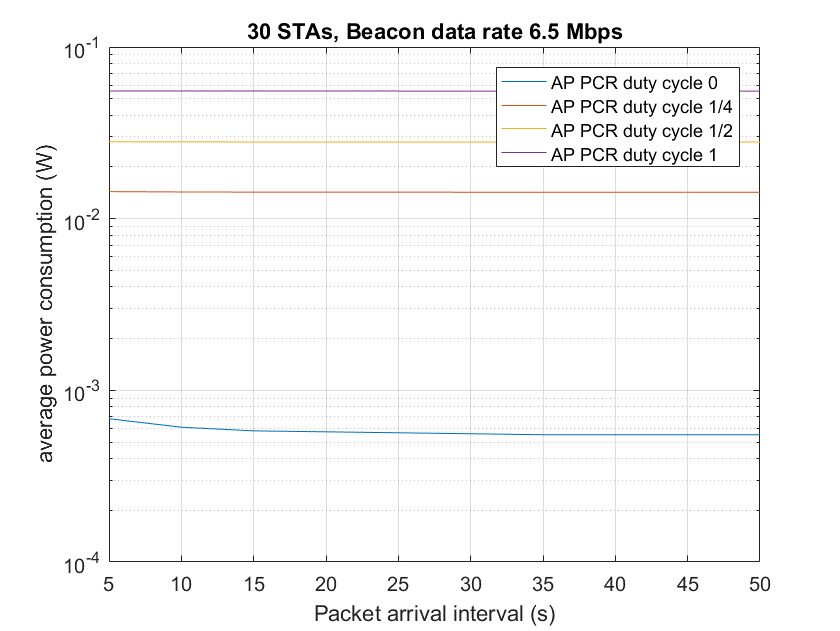 30 STAs, Beacon data rate 6.5 Mbps
10^-1
AP PCR duty cycle 0
AP PCR duty cycle 1/4
AP PCR duty cycle 1/2
AP PCR duty cycle 1
10^-2
10^-3
10^-4
average power consumption (W)
5 10 15 20 25 30 35 40 45 50
Packet arrival interval (s)